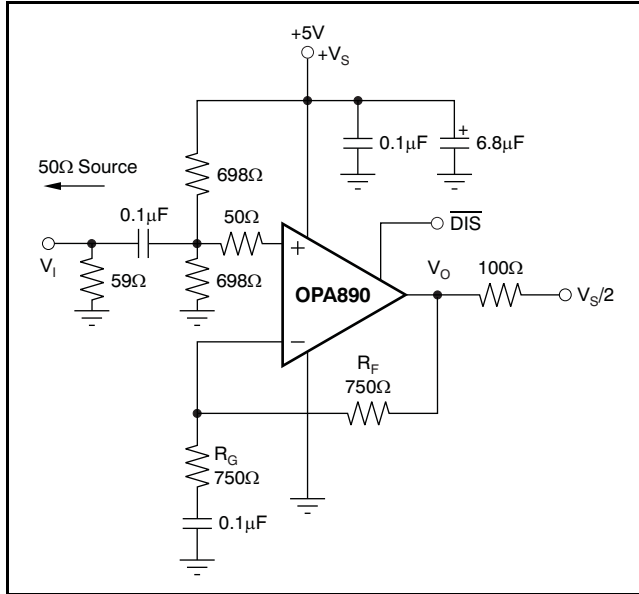 +5V
+V_S
0.1μF
+
6.8μF
50Ω Source
698Ω
0.1μF
50Ω
DIS
V_I
59Ω
698Ω
+
OPA890
−
V_O
100Ω
V_S/2
R_F
750Ω
R_G
750Ω
0.1μF